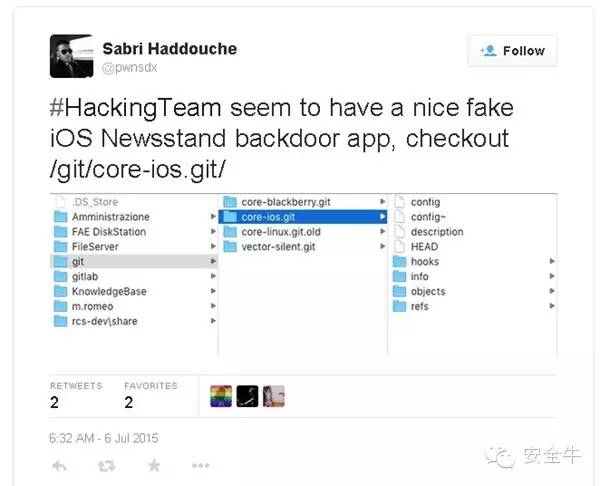 Sabri Haddouche
@pwnsdx
Follow
#HackingTeam seem to have a nice fake
iOS Newsstand backdoor app, checkout
/git/core-ios.git/
.DS_Store
Amministrazione
FAE DiskStation
FileServer
git
gitlab
KnowledgeBase
m.romeo
rcs-dev\share
core-blackberry.git
core-ios.git
core-linux.git.old
vector-silent.git
config
config~
description
HEAD
hooks
info
objects
refs
RETWEETS
2
FAVORITES
2
6:32 AM - 6 Jul 2015
安全牛